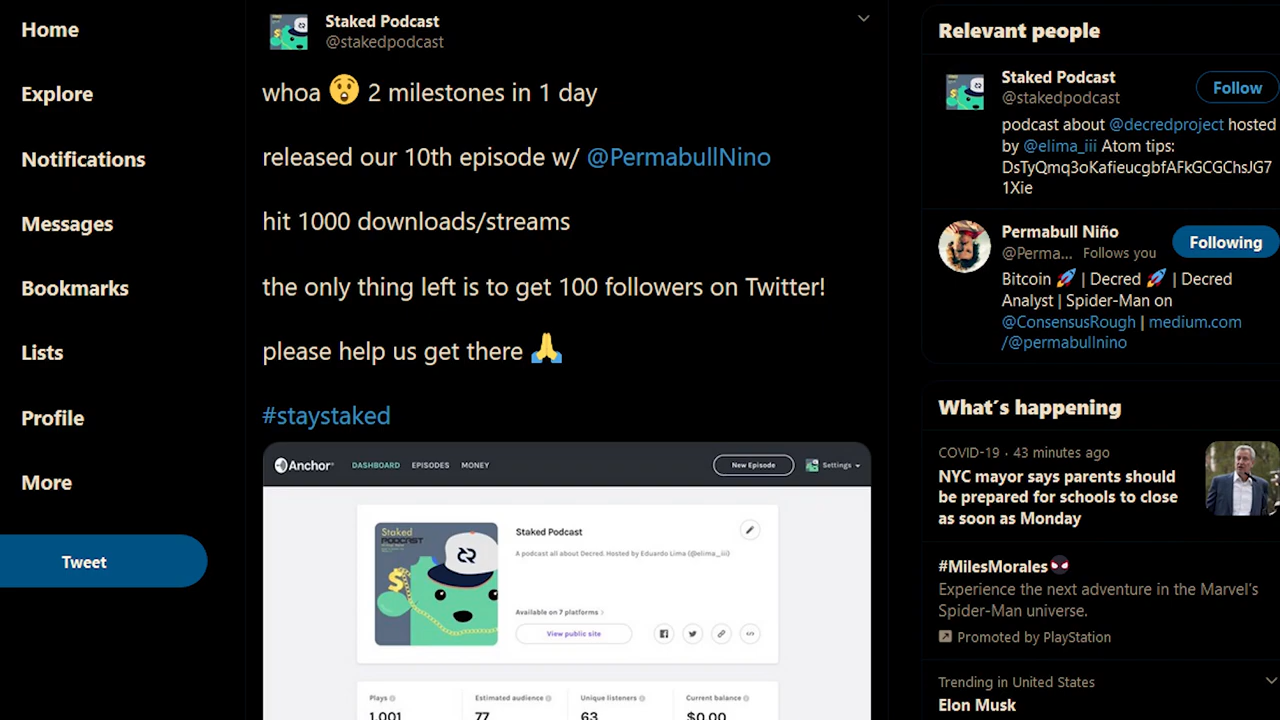 Home
Explore
Notifications
Messages
Bookmarks
Lists
Profile
More
Tweet
Staked Podcast
@stakedpodcast
whoa 😲 2 milestones in 1 day
released our 10th episode w/ @PermabullNino
hit 1000 downloads/streams
the only thing left is to get 100 followers on Twitter!
please help us get there 🙏
#staystaked
Anchor
DASHBOARD EPISODES MONEY
New Episode
Settings
Staked
PODCAST
Staked Podcast
A podcast all about Decred. Hosted by Eduardo Lima (@elima_iii)
Available on 7 platforms
View public site
Plays
Estimated audience
Unique listeners
Current balance
1,001
77
63
$0.00
Relevant people
Staked Podcast
@stakedpodcast
Follow
podcast about @decredproject hosted
by @elima_iii Atom tips:
DsTyQmq3oKafieucgbfAFkGCGChsJG7
1Xie
Permabull Niño
@Perma... Follows you
Following
Bitcoin 🚀 | Decred 🚀 | Decred
Analyst | Spider-Man on
@ConsensusRough | medium.com
/@permabullnino
What's happening
COVID-19 · 43 minutes ago
NYC mayor says parents should
be prepared for schools to close
as soon as Monday
#MilesMorales
Experience the next adventure in the Marvel's
Spider-Man universe.
Promoted by PlayStation
Trending in United States
Elon Musk